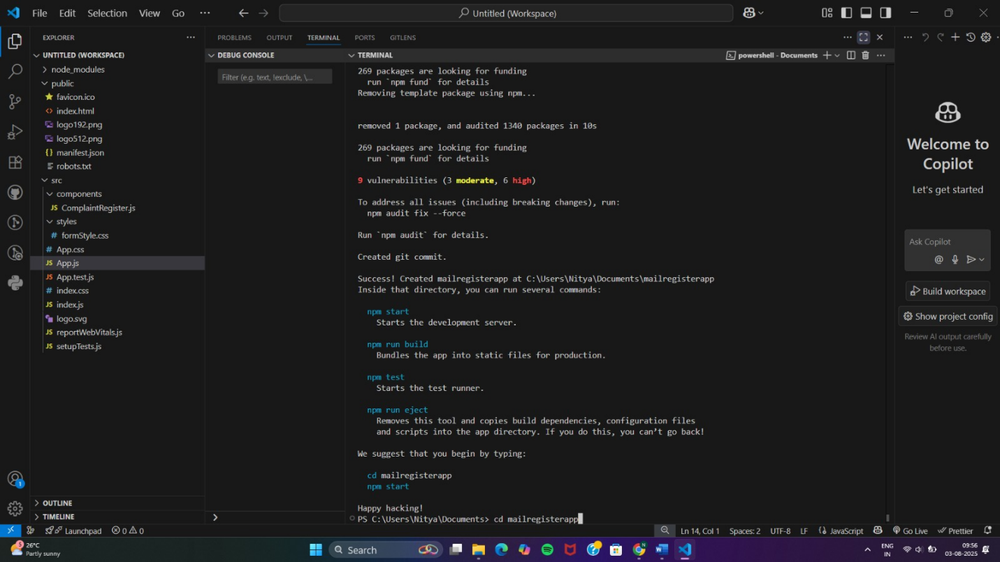 File Edit Selection View Go ··· Untitled (Workspace)
EXPLORER ···
UNTITLED (WORKSPACE)
node_modules
public
favicon.ico
index.html
logo192.png
logo512.png
manifest.json
robots.txt
src
components
ComplaintRegister.js
styles
formStyle.css
App.css
App.js
App.test.js
index.css
index.js
logo.svg
reportWebVitals.js
setupTests.js
OUTLINE
TIMELINE
PROBLEMS OUTPUT TERMINAL PORTS GITLENS
DEBUG CONSOLE
Filter (e.g. text, !exclude, \...
TERMINAL powershell - Documents
269 packages are looking for funding
run `npm fund` for details
Removing template package using npm...
removed 1 package, and audited 1340 packages in 10s
269 packages are looking for funding
run `npm fund` for details
9 vulnerabilities (3 moderate, 6 high)
To address all issues (including breaking changes), run:
npm audit fix --force
Run `npm audit` for details.
Created git commit.
Success! Created mailregisterapp at C:\Users\Nitya\Documents\mailregisterapp
Inside that directory, you can run several commands:
npm start
Starts the development server.
npm run build
Bundles the app into static files for production.
npm test
Starts the test runner.
npm run eject
Removes this tool and copies build dependencies, configuration files
and scripts into the app directory. If you do this, you can’t go back!
We suggest that you begin by typing:
cd mailregisterapp
npm start
Happy hacking!
PS C:\Users\Nitya\Documents> cd mailregisterapp
Welcome to
Copilot
Let's get started
Ask Copilot
Build workspace
Show project config
Review AI output carefully
before use.
Launchpad 0 0 Ln 14, Col 1 Spaces: 2 UTF-8 LF JavaScript Go Live Prettier
26°C
Partly sunny
Search
ENG
IN
09:56
03-08-2025